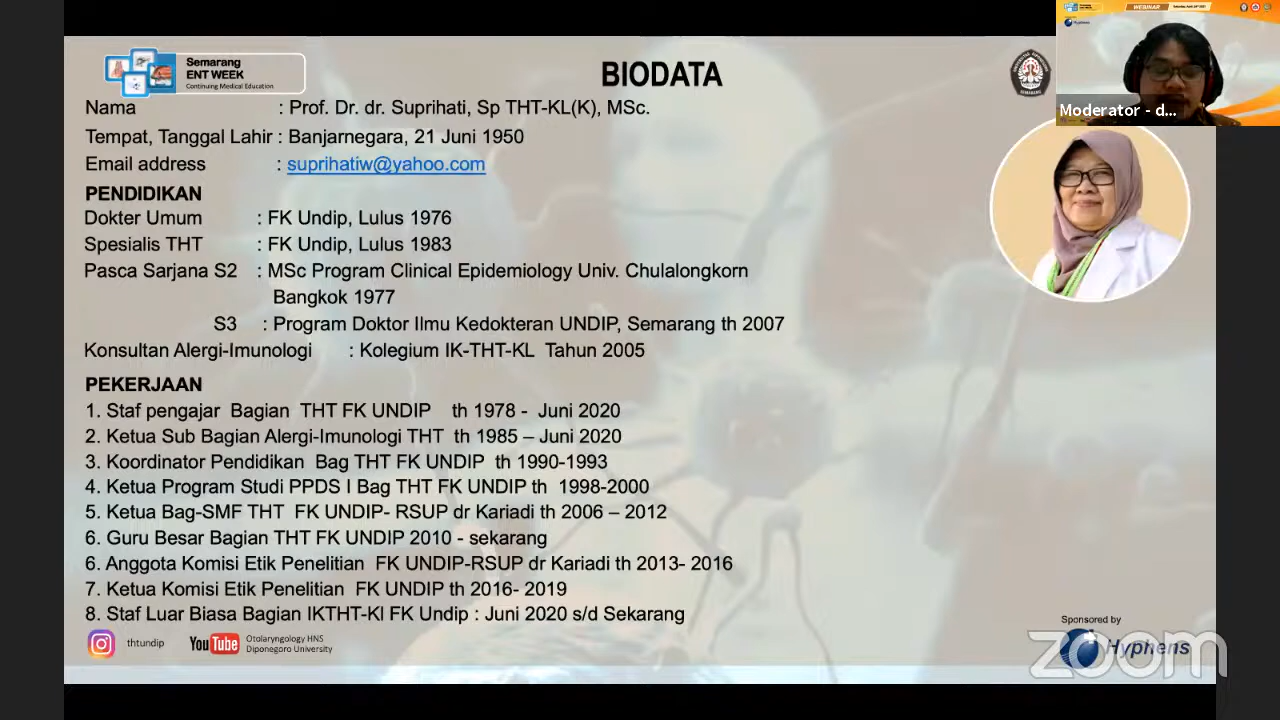 Semarang
ENT WEEK
Continuing Medical Education
BIODATA
WEBINAR
Hyphens
Moderator - d...
Nama : Prof. Dr. dr. Suprihati, Sp THT-KL(K), MSc.
Tempat, Tanggal Lahir : Banjarnegara, 21 Juni 1950
Email address : suprihatiw@yahoo.com
PENDIDIKAN
Dokter Umum : FK Undip, Lulus 1976
Spesialis THT : FK Undip, Lulus 1983
Pasca Sarjana S2 : MSc Program Clinical Epidemiology Univ. Chulalongkorn
Bangkok 1977
S3 : Program Doktor Ilmu Kedokteran UNDIP, Semarang th 2007
Konsultan Alergi-Imunologi : Kolegium IK-THT-KL Tahun 2005
PEKERJAAN
1. Staf pengajar Bagian THT FK UNDIP th 1978 - Juni 2020
2. Ketua Sub Bagian Alergi-Imunologi THT th 1985 – Juni 2020
3. Koordinator Pendidikan Bag THT FK UNDIP th 1990-1993
4. Ketua Program Studi PPDS I Bag THT FK UNDIP th 1998-2000
5. Ketua Bag-SMF THT FK UNDIP- RSUP dr Kariadi th 2006 – 2012
6. Guru Besar Bagian THT FK UNDIP 2010 - sekarang
6. Anggota Komisi Etik Penelitian FK UNDIP-RSUP dr Kariadi th 2013- 2016
7. Ketua Komisi Etik Penelitian FK UNDIP th 2016- 2019
8. Staf Luar Biasa Bagian IKTHT-Kl FK Undip : Juni 2020 s/d Sekarang
thtundip
YouTube
Otolaryngology HNS
Diponegoro University
Sponsored by
Hyphens
zoom